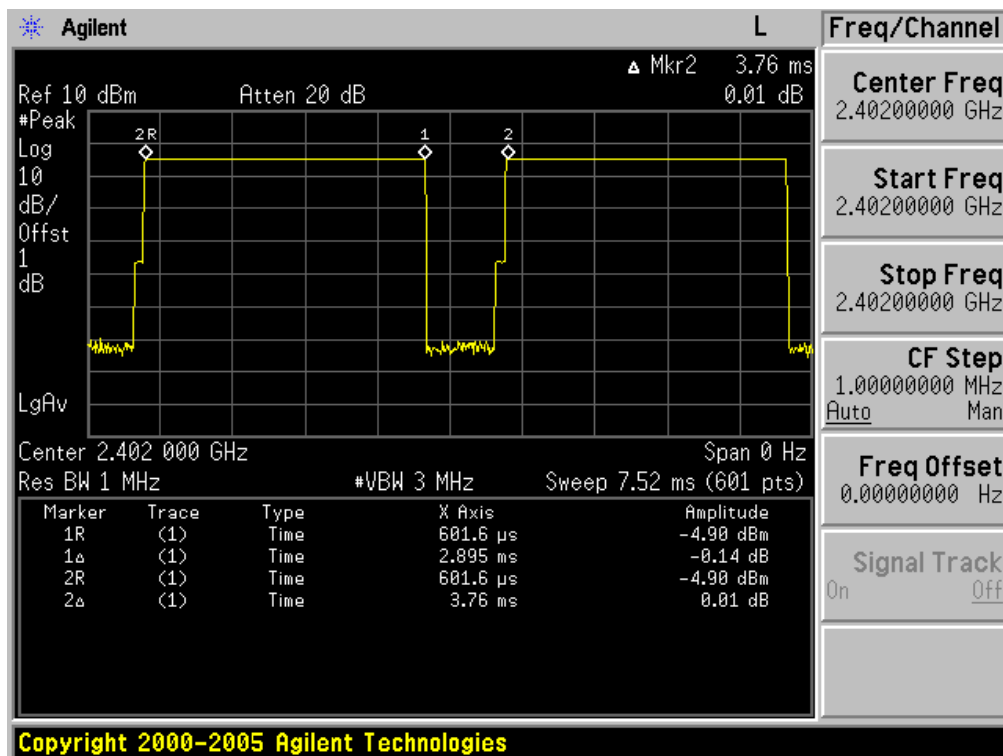 Agilent L
Δ Mkr2 3.76 ms
Ref 10 dBm Atten 20 dB 0.01 dB
#Peak
Log
10
dB/
Offst
1
dB
LgAv
2R 1 2
Center 2.402 000 GHz Span 0 Hz
Res BW 1 MHz #VBW 3 MHz Sweep 7.52 ms (601 pts)
Marker Trace Type X Axis Amplitude
1R (1) Time 601.6 µs -4.90 dBm
1Δ (1) Time 2.895 ms -0.14 dB
2R (1) Time 601.6 µs -4.90 dBm
2Δ (1) Time 3.76 ms 0.01 dB
Copyright 2000-2005 Agilent Technologies
Freq/Channel
Center Freq
2.40200000 GHz
Start Freq
2.40200000 GHz
Stop Freq
2.40200000 GHz
CF Step
1.00000000 MHz
Auto Man
Freq Offset
0.00000000 Hz
Signal Track
On Off